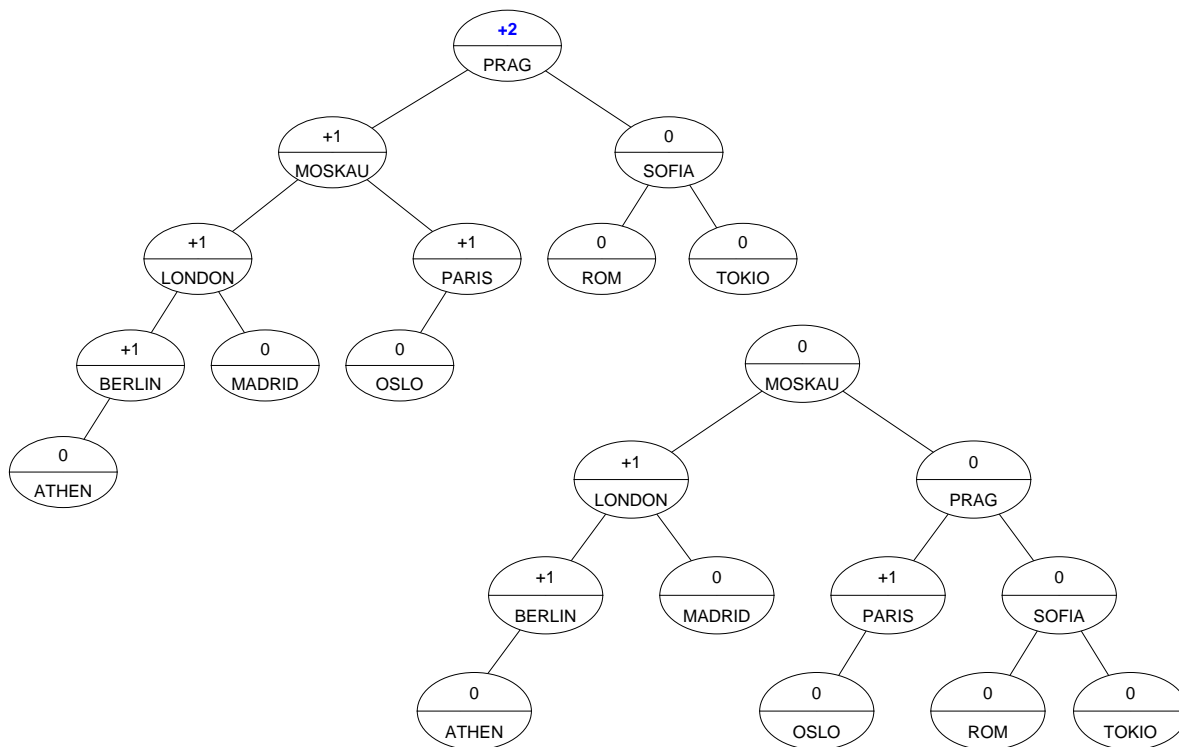 +2
PRAG
+1
MOSKAU
0
SOFIA
+1
LONDON
+1
PARIS
0
ROM
0
TOKIO
+1
BERLIN
0
MADRID
0
OSLO
0
ATHEN
0
MOSKAU
+1
LONDON
0
PRAG
+1
BERLIN
0
MADRID
+1
PARIS
0
SOFIA
0
ATHEN
0
OSLO
0
ROM
0
TOKIO